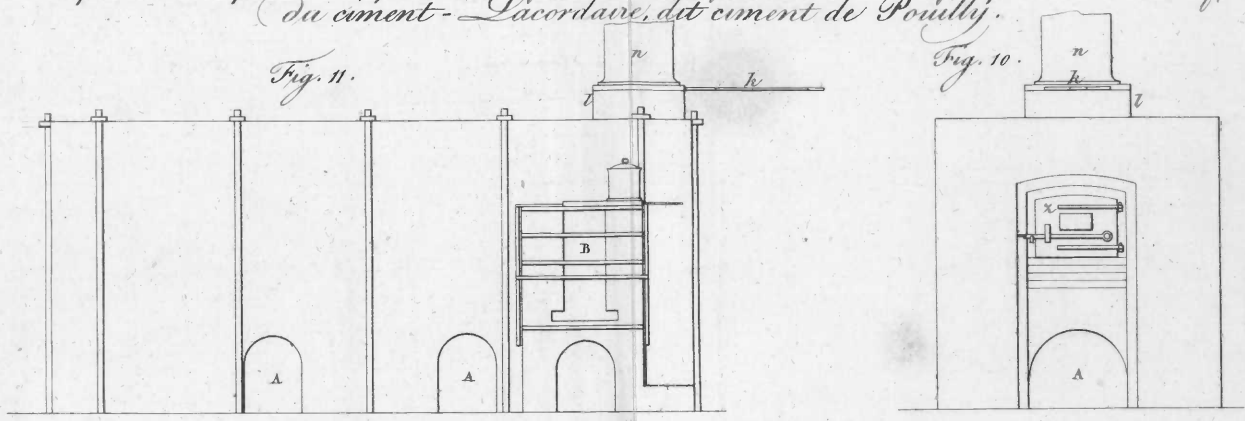 du ciment-Lacordaire, dit ciment de Pouilly.
Fig. 11.
n
k
l
B
A
A
Fig. 10.
n
k
l
x
A